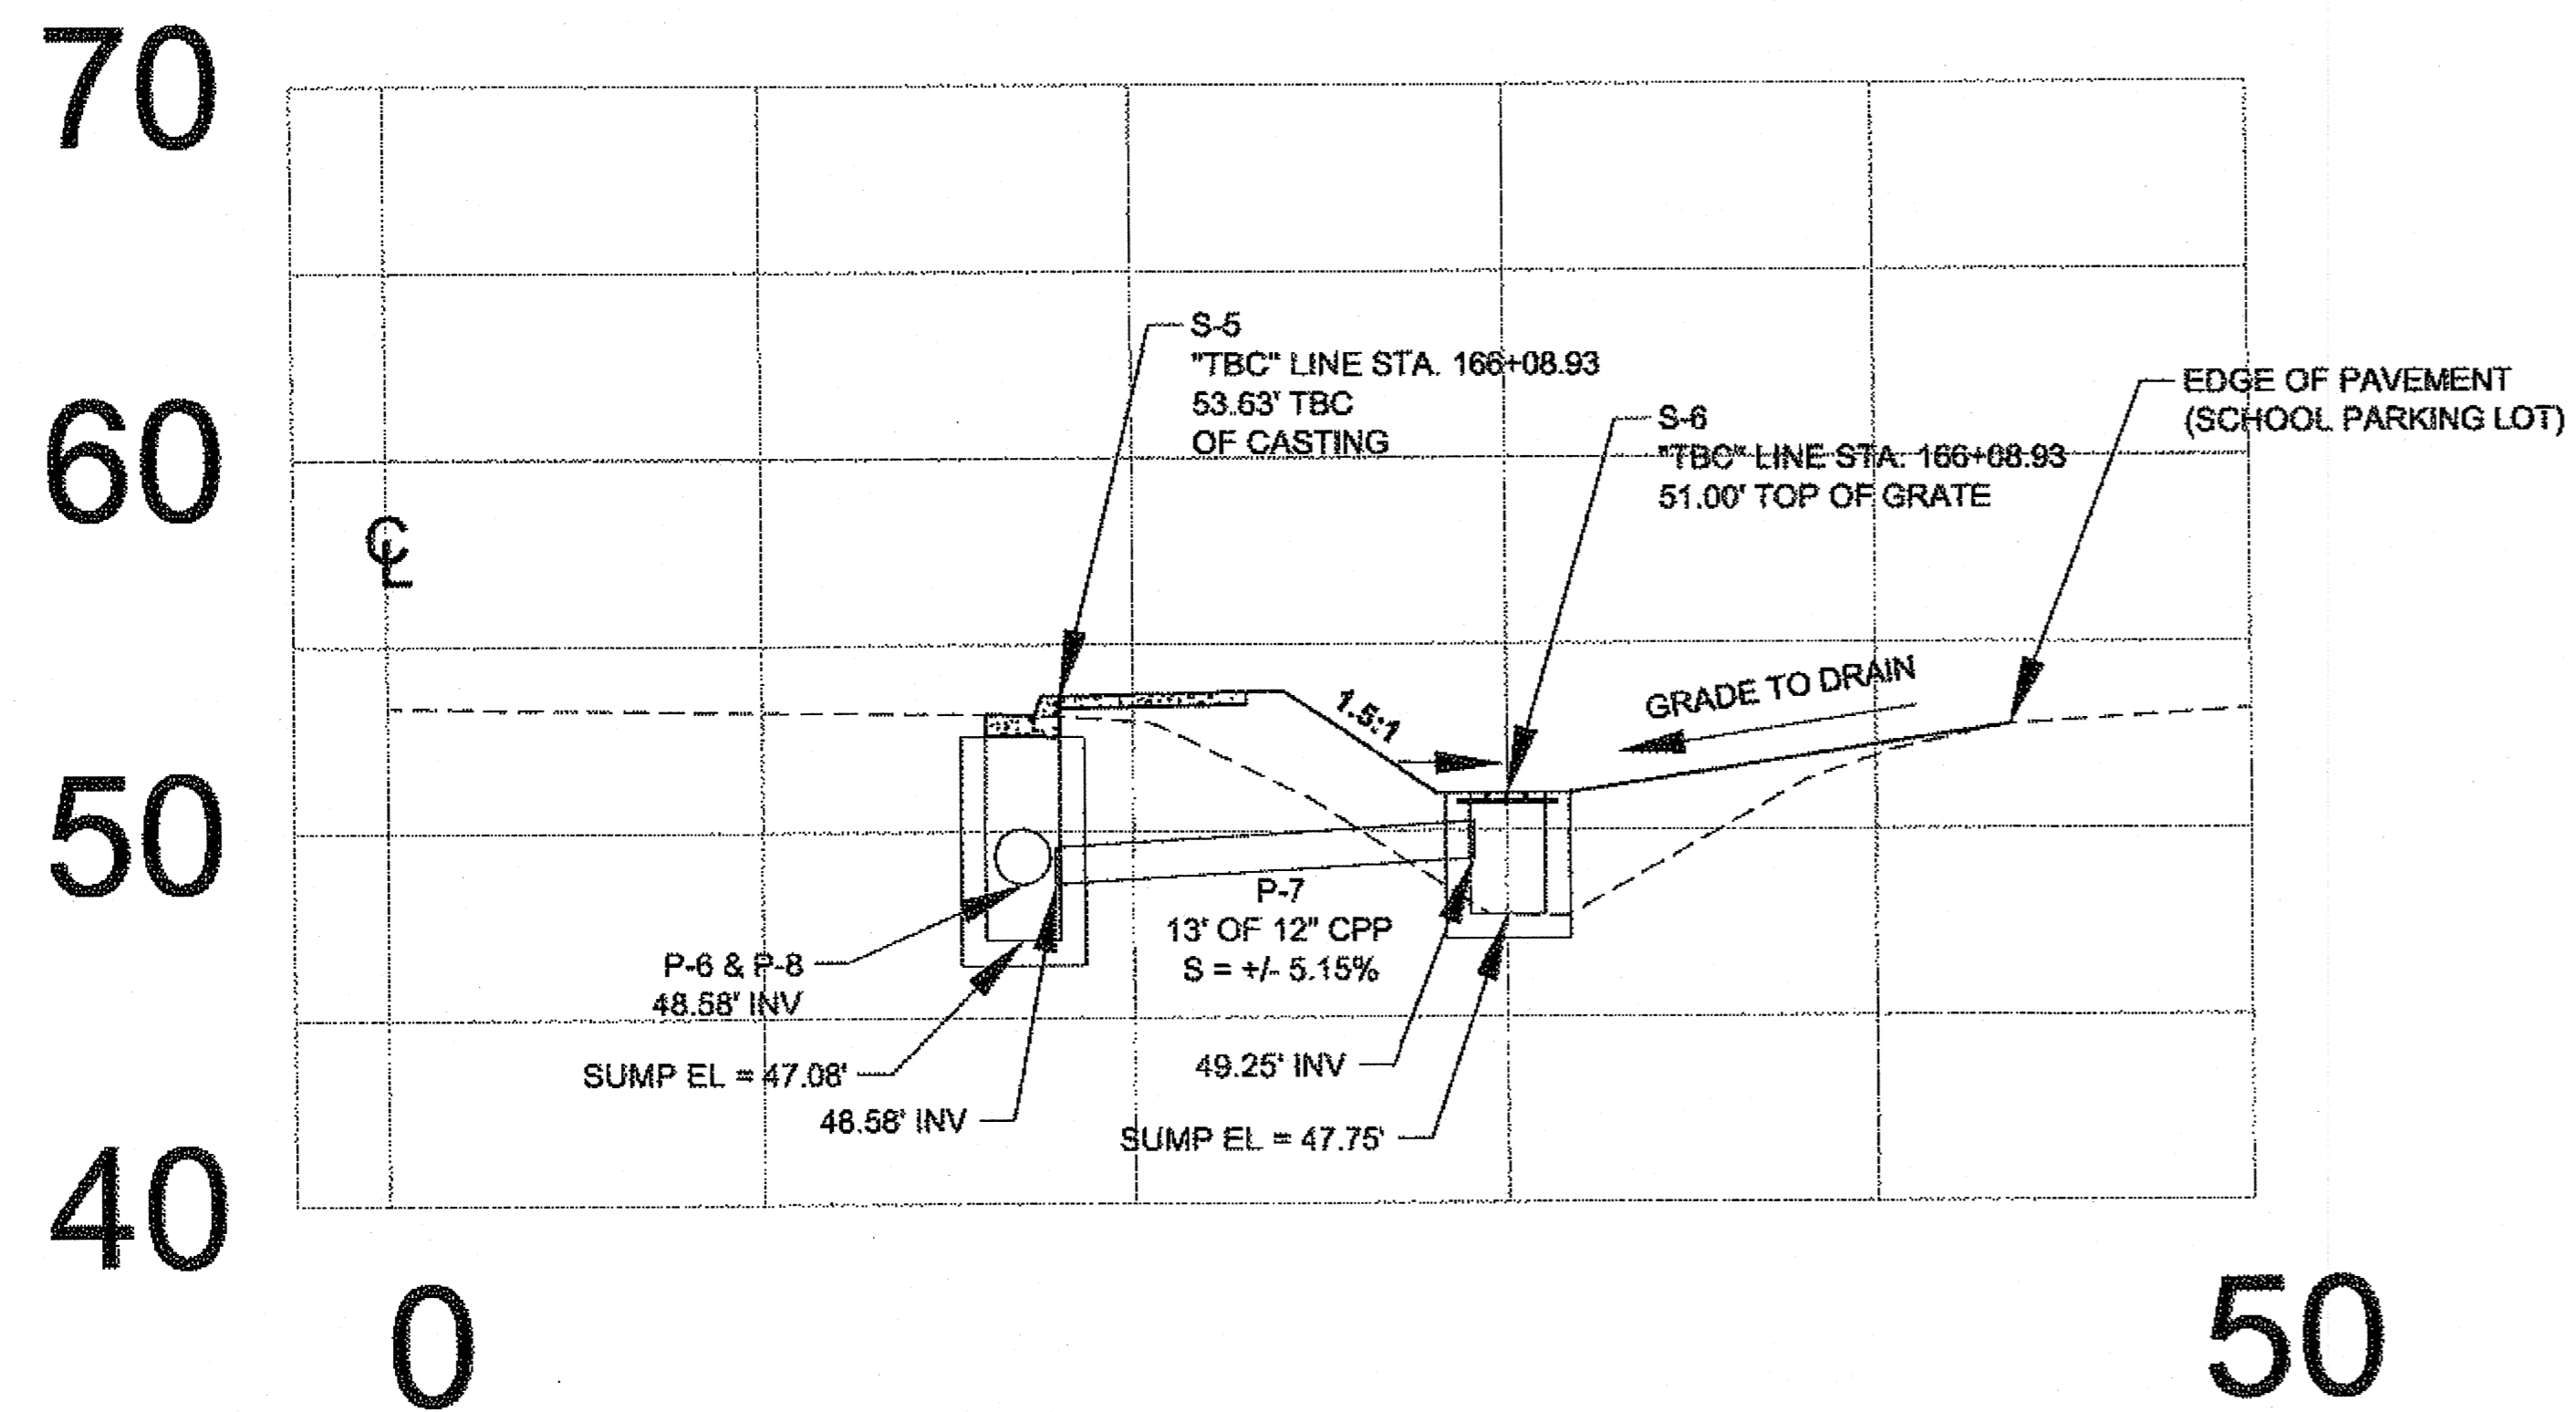 70
60
50
40
0
50
CL
S-5
"TBC" LINE STA. 166+08.93
53.63' TBC
OF CASTING
S-6
"TBC" LINE STA. 166+08.93
51.00' TOP OF GRATE
EDGE OF PAVEMENT
(SCHOOL PARKING LOT)
1.5:1
GRADE TO DRAIN
P-7
13' OF 12" CPP
S = +/- 5.15%
P-6 & P-8
48.58' INV
SUMP EL = 47.08'
48.58' INV
49.25' INV
SUMP EL = 47.75'